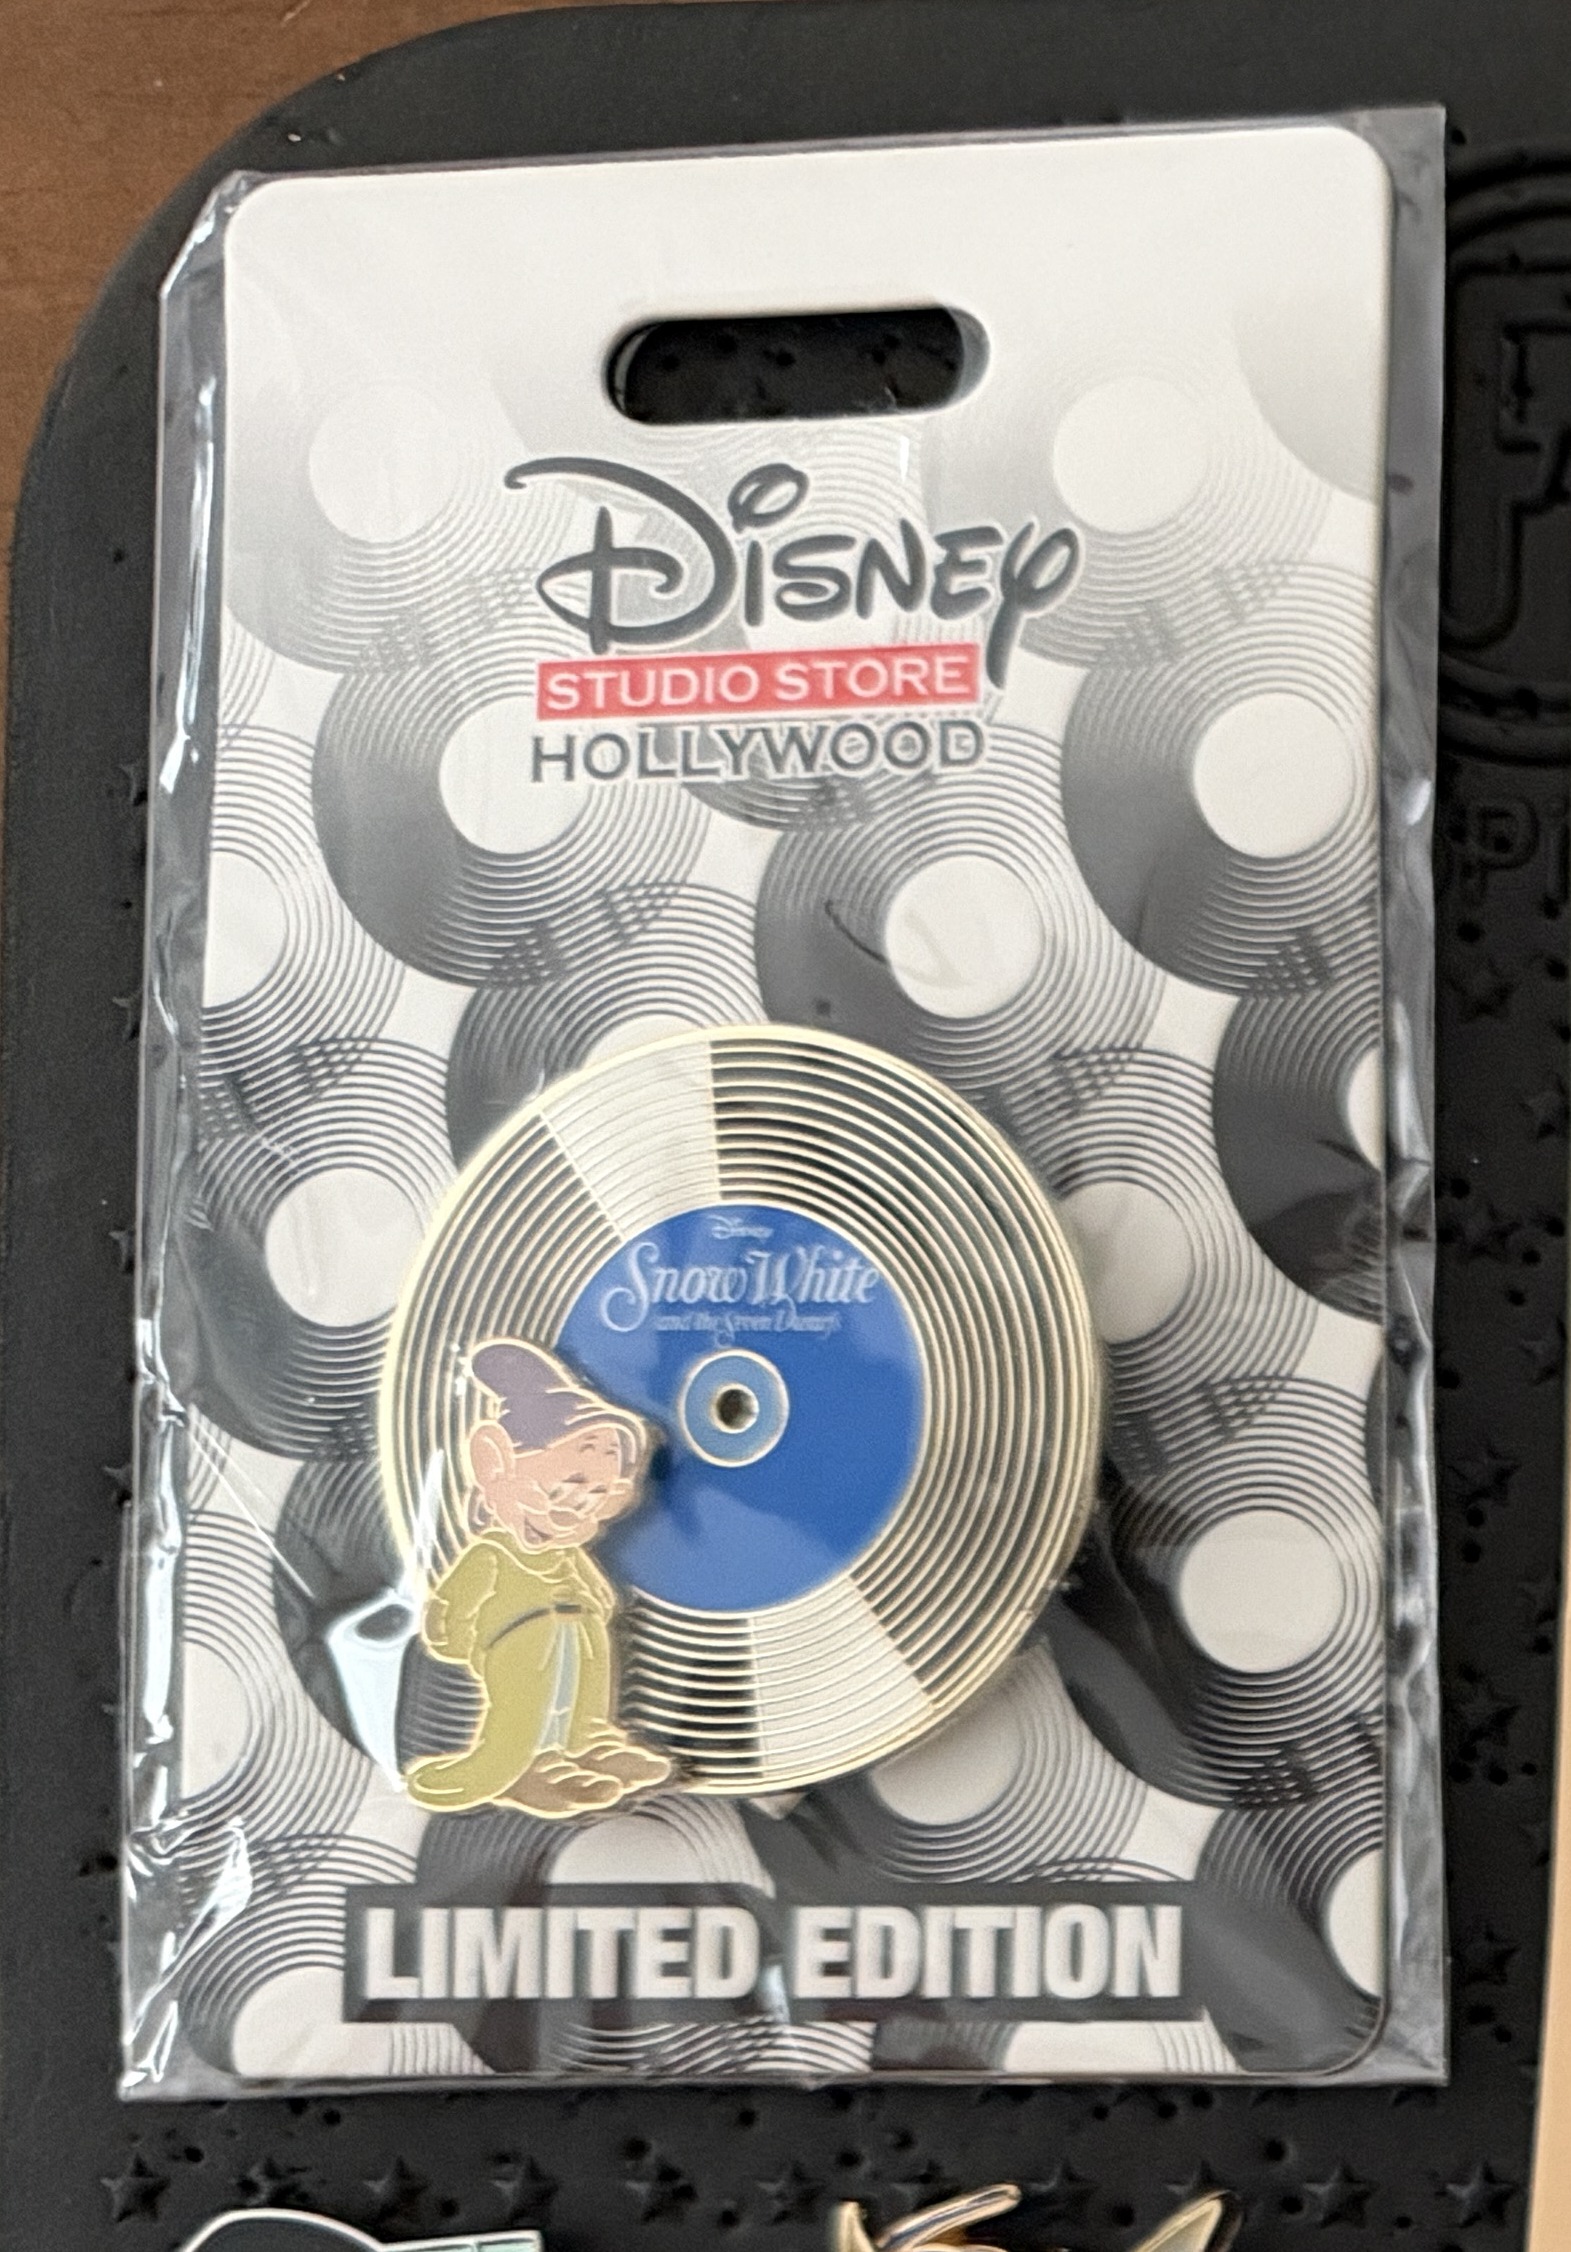 Disney
STUDIO STORE
HOLLYWOOD
Disney
Snow White
and the Seven Dwarfs
LIMITED EDITION